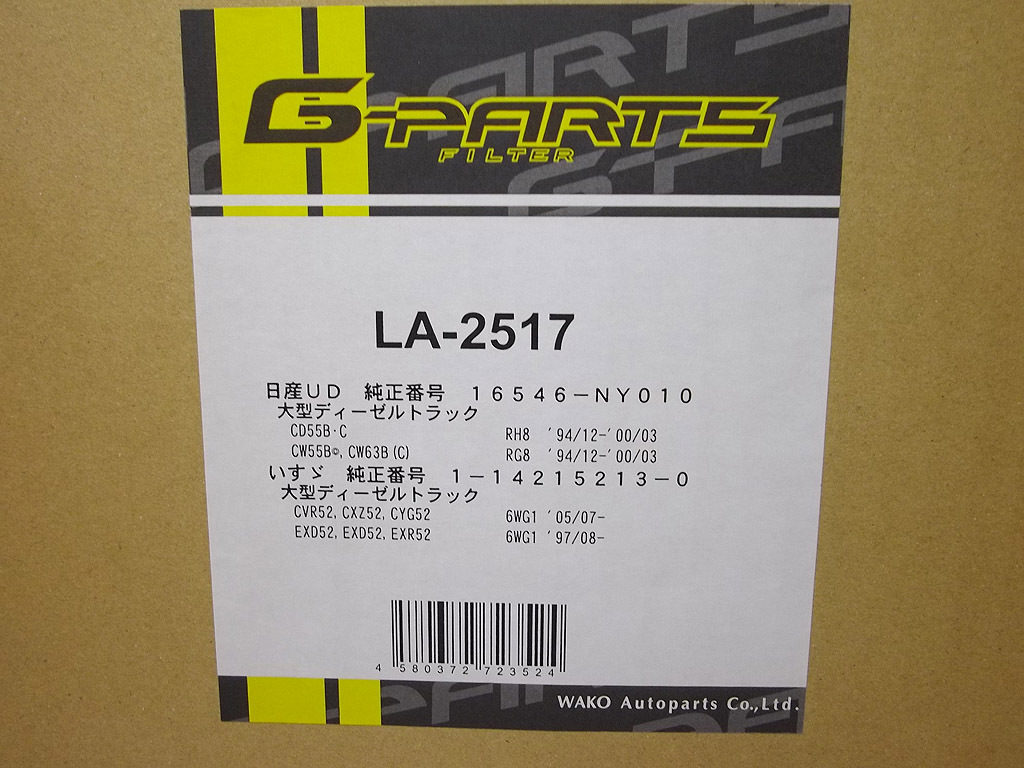 G-PARTS
FILTER
LA-2517
日産UD 純正番号 16546-NY010
大型ディーゼルトラック
CD55B·C RH8 '94/12-'00/03
CW55B©, CW63B(C) RG8 '94/12-'00/03
いすゞ 純正番号 1-14215213-0
大型ディーゼルトラック
CVR52, CXZ52, CYG52 6WG1 '05/07-
EXD52, EXD52, EXR52 6WG1 '97/08-
4 580372 723524
WAKO Autoparts Co.,Ltd.